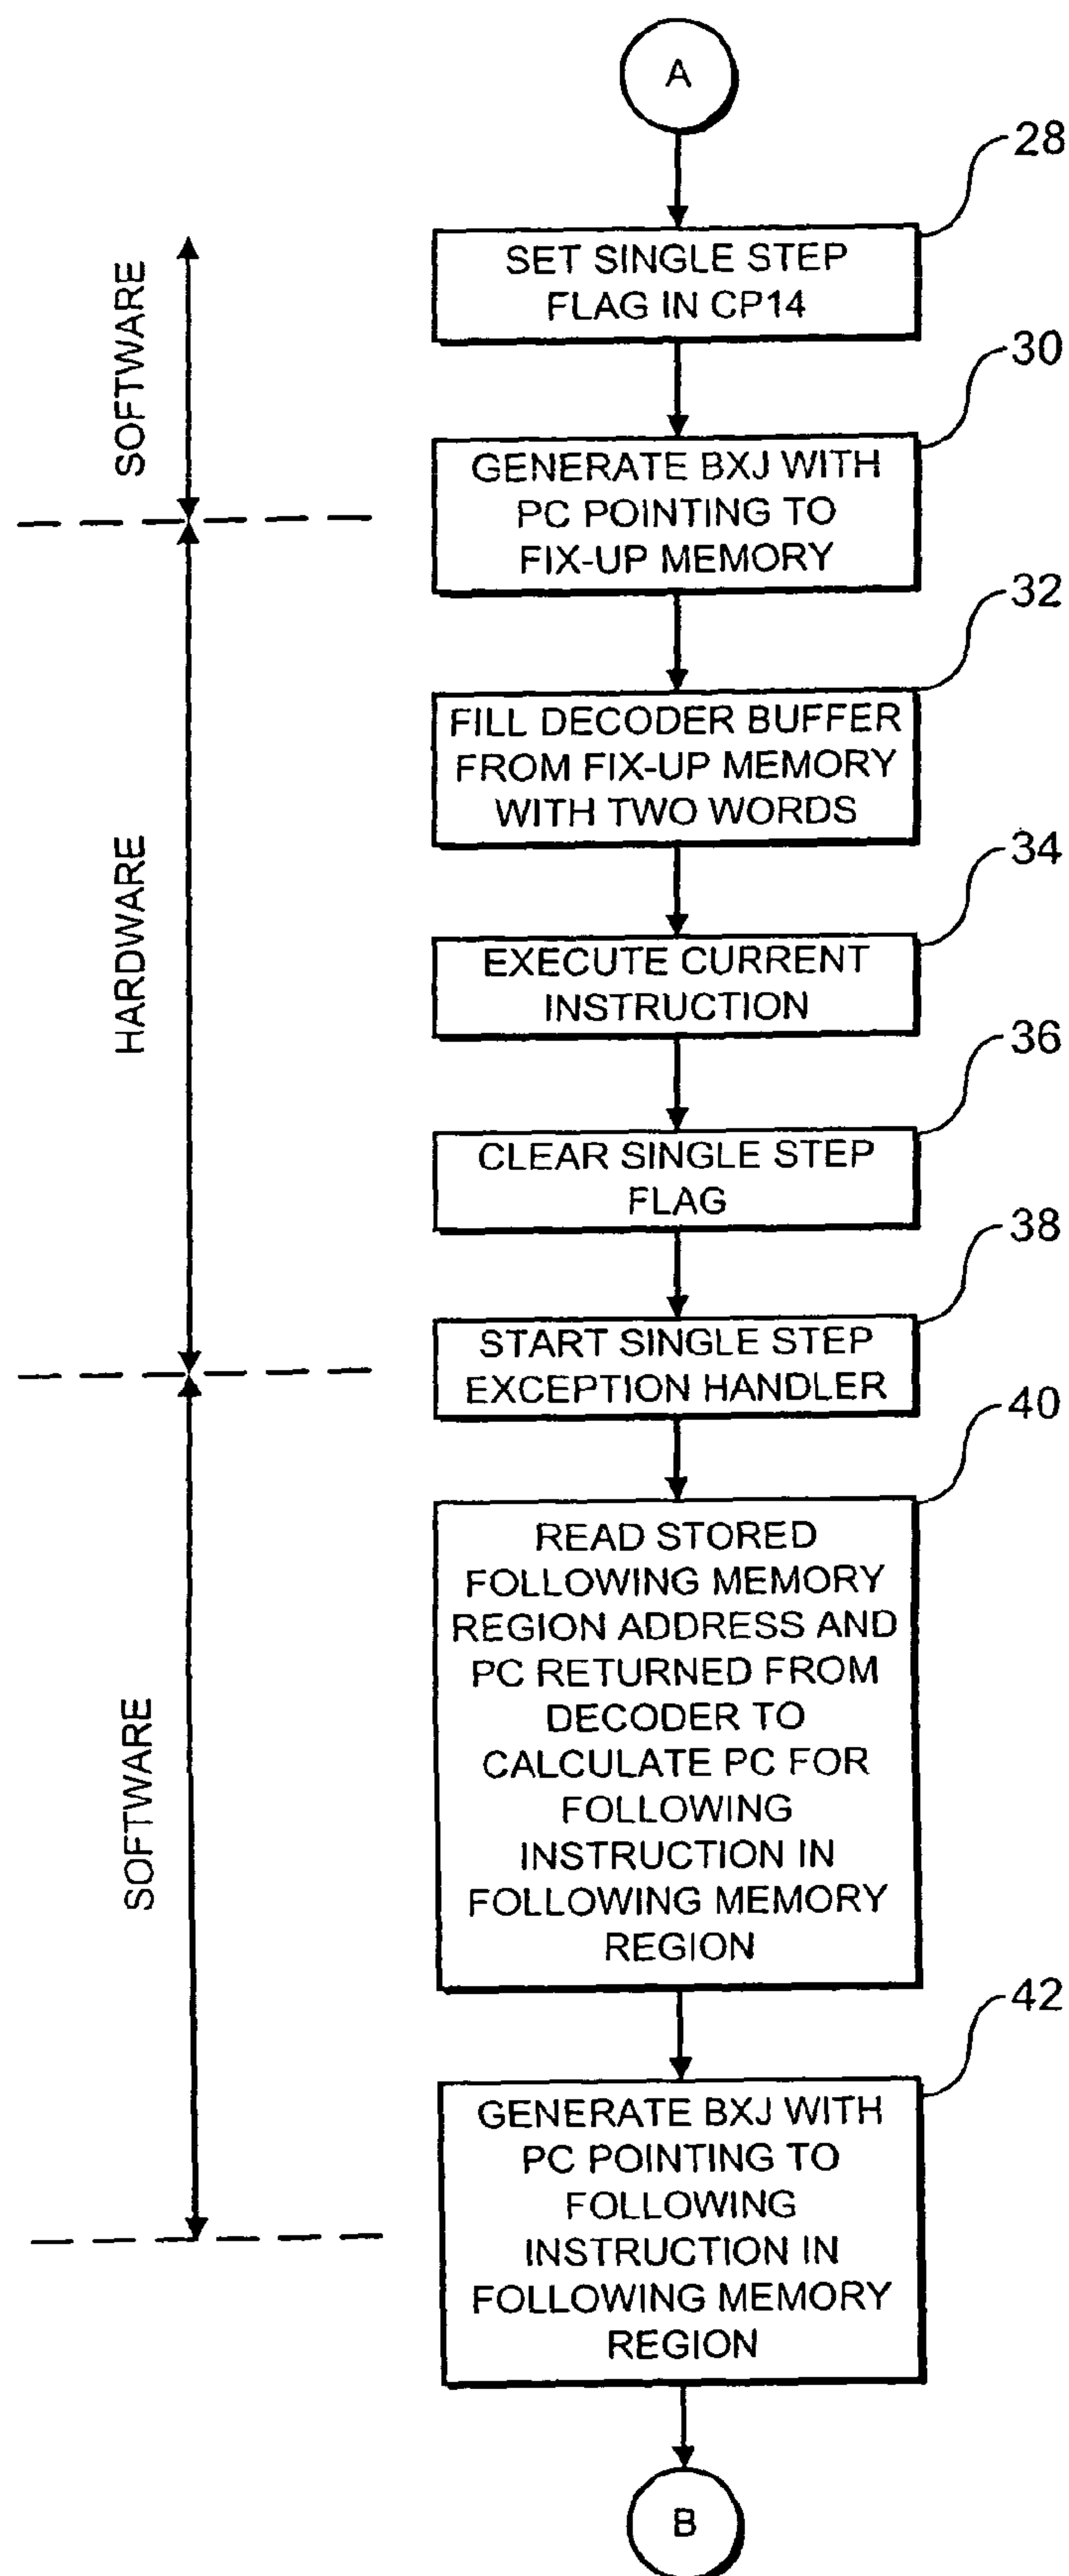 A
28
SET SINGLE STEP
FLAG IN CP14
SOFTWARE
30
GENERATE BXJ WITH
PC POINTING TO
FIX-UP MEMORY
32
FILL DECODER BUFFER
FROM FIX-UP MEMORY
WITH TWO WORDS
HARDWARE
34
EXECUTE CURRENT
INSTRUCTION
36
CLEAR SINGLE STEP
FLAG
38
START SINGLE STEP
EXCEPTION HANDLER
40
READ STORED
FOLLOWING MEMORY
REGION ADDRESS AND
PC RETURNED FROM
DECODER TO
CALCULATE PC FOR
FOLLOWING
INSTRUCTION IN
FOLLOWING MEMORY
REGION
SOFTWARE
42
GENERATE BXJ WITH
PC POINTING TO
FOLLOWING
INSTRUCTION IN
FOLLOWING MEMORY
REGION
B